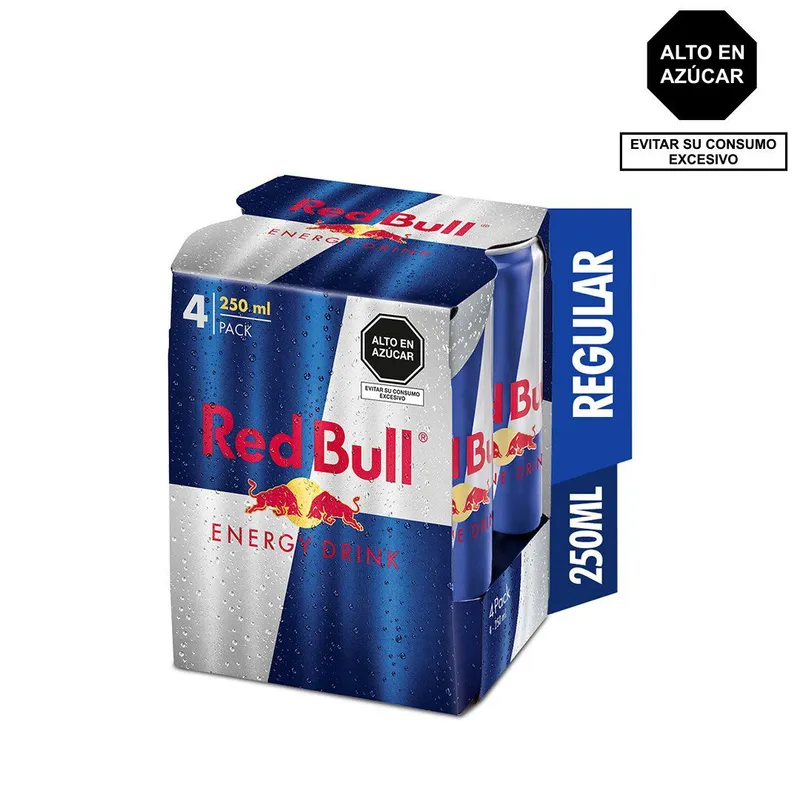 ALTO EN
AZÚCAR
EVITAR SU CONSUMO
EXCESIVO
Red Bull ®
ENERGY DRINK
4
250 ml
PACK
ALTO EN
AZÚCAR
EVITAR SU CONSUMO
EXCESIVO
Red Bull ®
ENERGY DRINK
REGULAR
250ML
4Pack